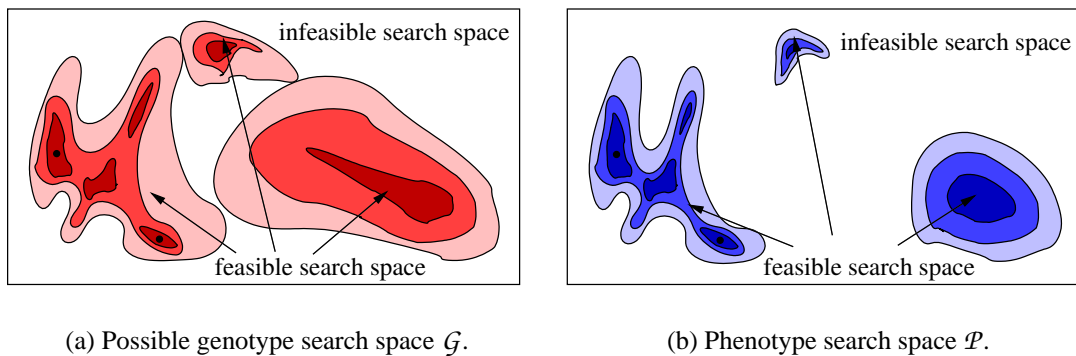 infeasible search space
feasible search space
(a) Possible genotype search space 𝒢.
infeasible search space
feasible search space
(b) Phenotype search space 𝒫.